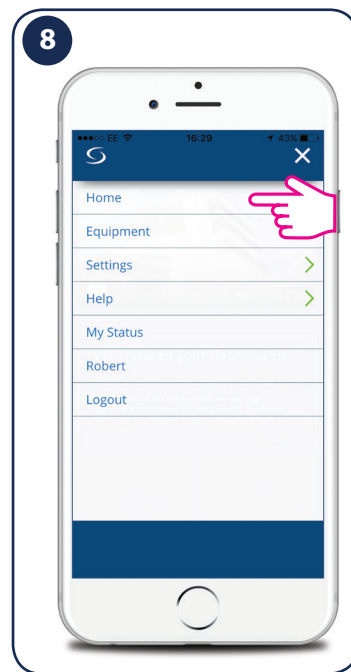 8
EE 16:29 43%
Home
Equipment
Settings
Help
My Status
Robert
Logout